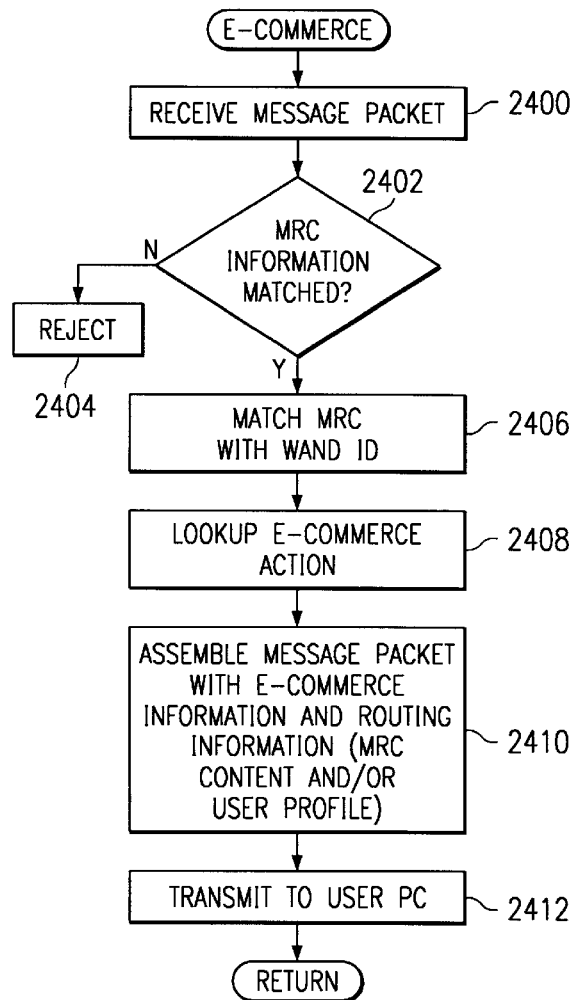 E-COMMERCE
RECEIVE MESSAGE PACKET
2400
2402
MRC
INFORMATION
MATCHED?
N
REJECT
2404
Y
MATCH MRC
WITH WAND ID
2406
LOOKUP E-COMMERCE
ACTION
2408
ASSEMBLE MESSAGE PACKET
WITH E-COMMERCE
INFORMATION AND ROUTING
INFORMATION (MRC
CONTENT AND/OR
USER PROFILE)
2410
TRANSMIT TO USER PC
2412
RETURN